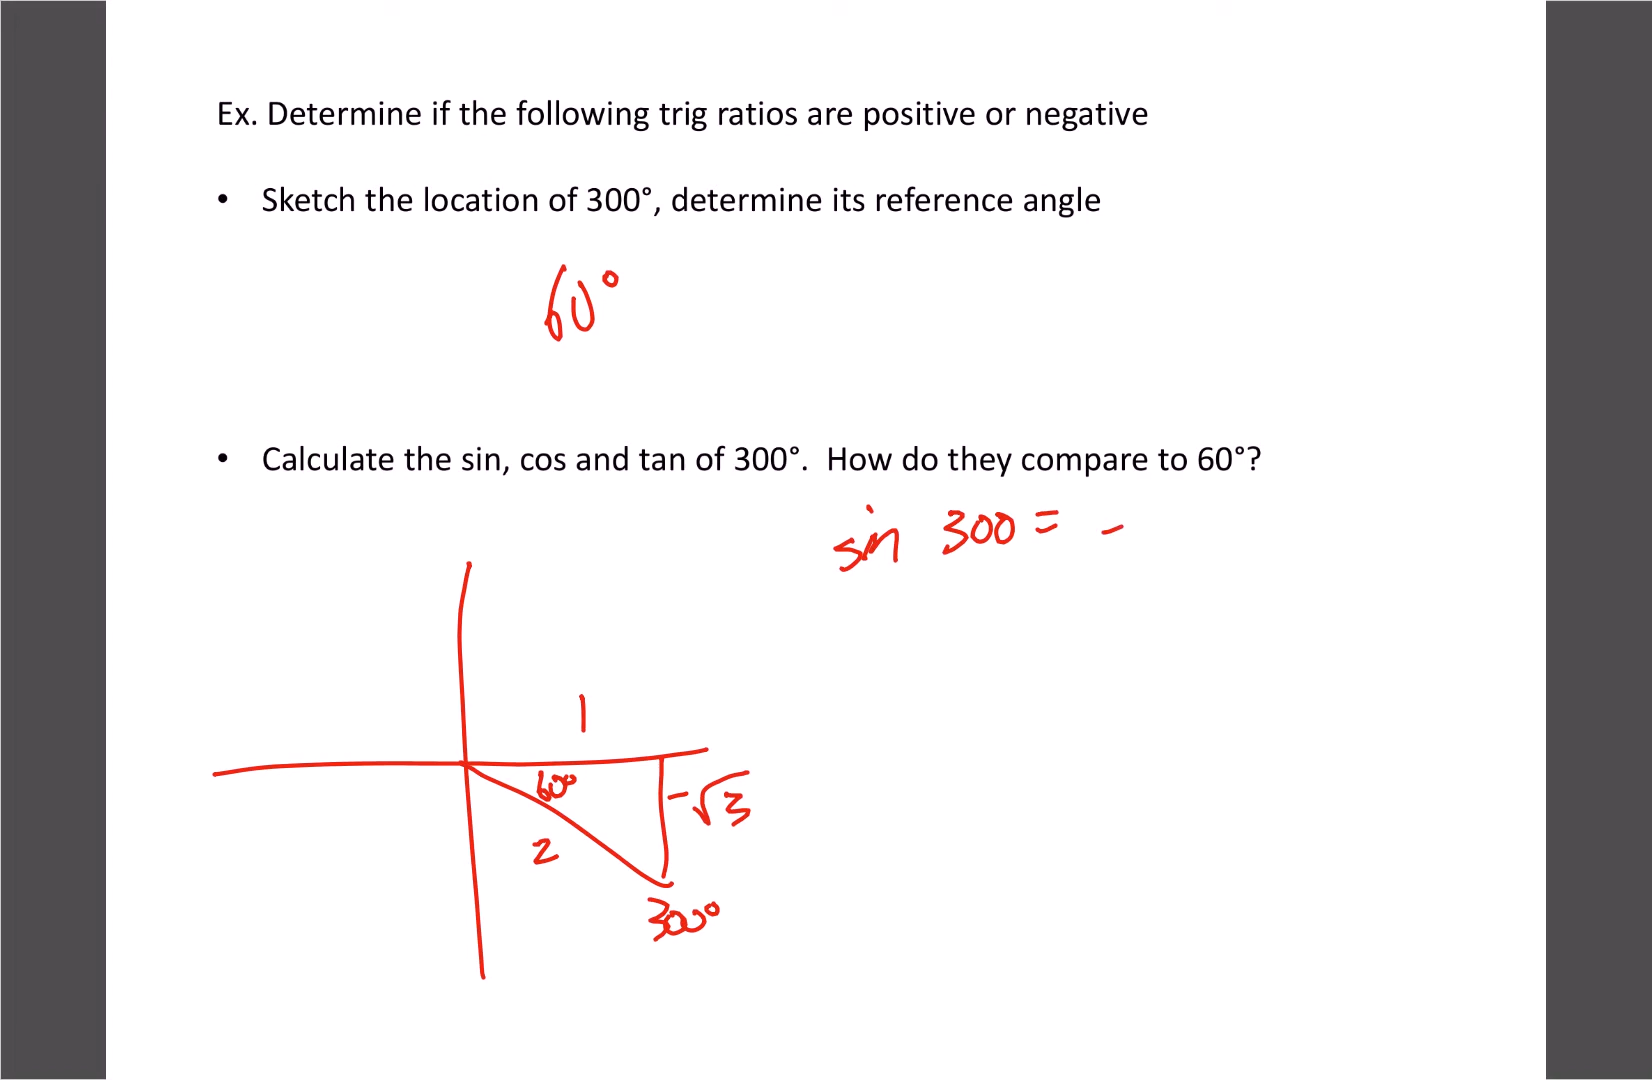 Ex. Determine if the following trig ratios are positive or negative
• Sketch the location of 300°, determine its reference angle
60°
• Calculate the sin, cos and tan of 300°. How do they compare to 60°?
sin 300 = -
1
60°
-√3
2
300°